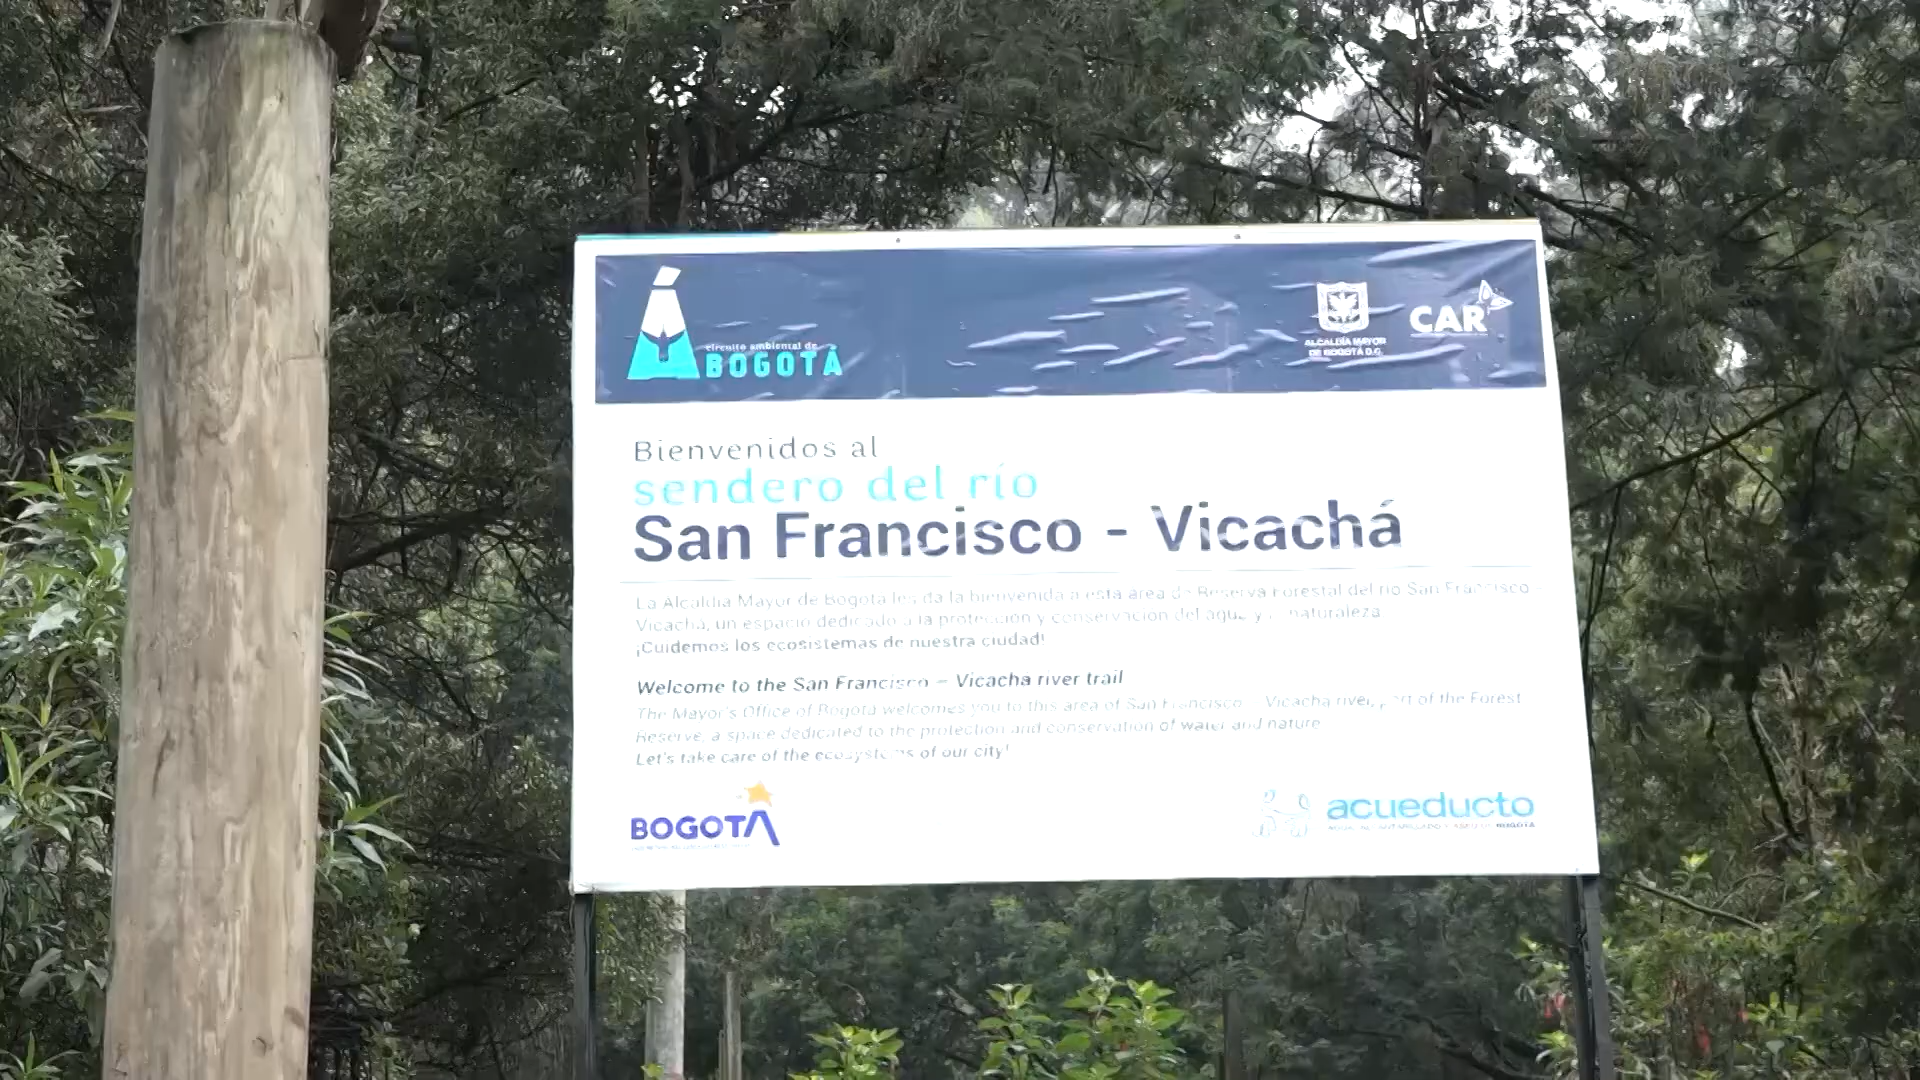 circuito ambiental de
BOGOTÁ
ALCALDÍA MAYOR
DE BOGOTÁ D.C.
CAR
Bienvenidos al
sendero del río
San Francisco - Vicachá
La Alcaldía Mayor de Bogotá les da la bienvenida a esta área de Reserva Forestal del río San Francisco -
Vicachá, un espacio dedicado a la protección y conservación del agua y naturaleza.
¡Cuidemos los ecosistemas de nuestra ciudad!
Welcome to the San Francisco – Vicacha river trail
The Mayor's Office of Bogotá welcomes you to this area of San Francisco Vicacha river, part of the Forest
Reserve, a space dedicated to the protection and conservation of water and nature
Let's take care of the ecosystems of our city!
BOGOTÁ
acueducto